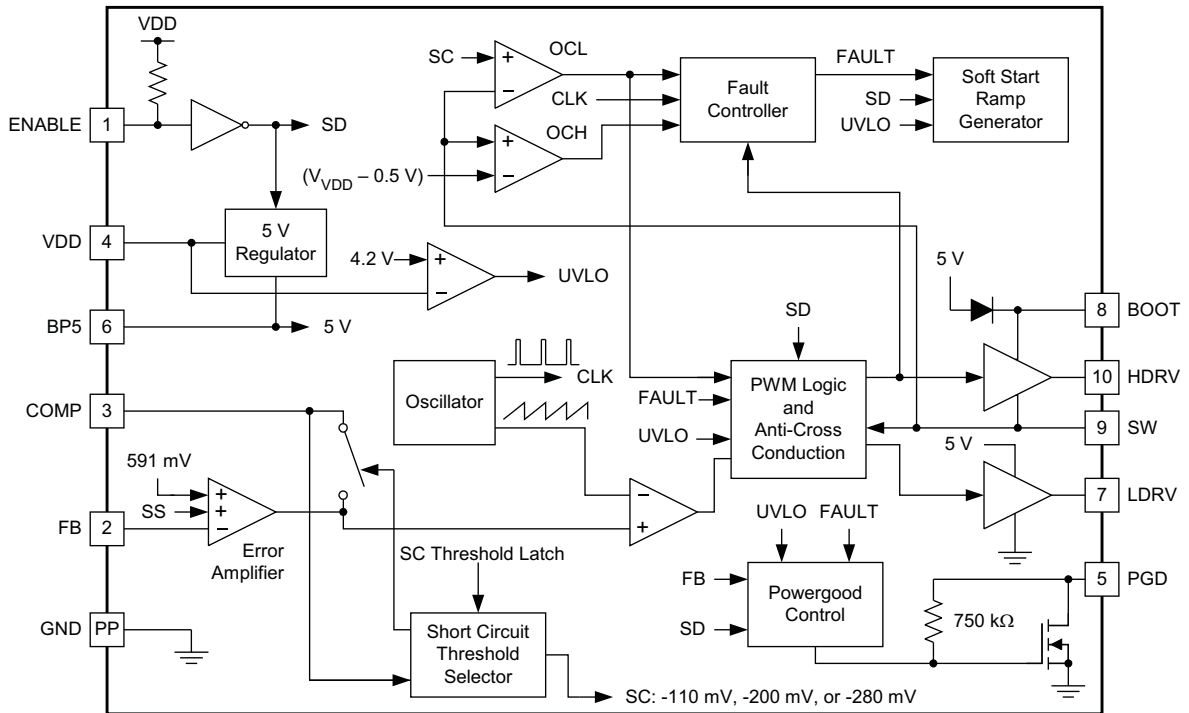 VDD
SC
+
OCL
−
CLK
Fault
Controller
FAULT
Soft Start
Ramp
Generator
SD
UVLO
ENABLE
1
SD
+
OCH
−
(VVDD – 0.5 V)
5 V
Regulator
VDD
4
4.2 V
+
−
UVLO
BP5
6
5 V
5 V
8
BOOT
SD
COMP
3
Oscillator
CLK
FAULT
UVLO
PWM Logic
and
Anti-Cross
Conduction
10
HDRV
9
SW
5 V
7
LDRV
591 mV
SS
+
+
−
FB
2
Error
Amplifier
−
+
UVLO
FAULT
SC Threshold Latch
FB
SD
Powergood
Control
750 kΩ
5
PGD
GND
PP
Short Circuit
Threshold
Selector
SC: -110 mV, -200 mV, or -280 mV